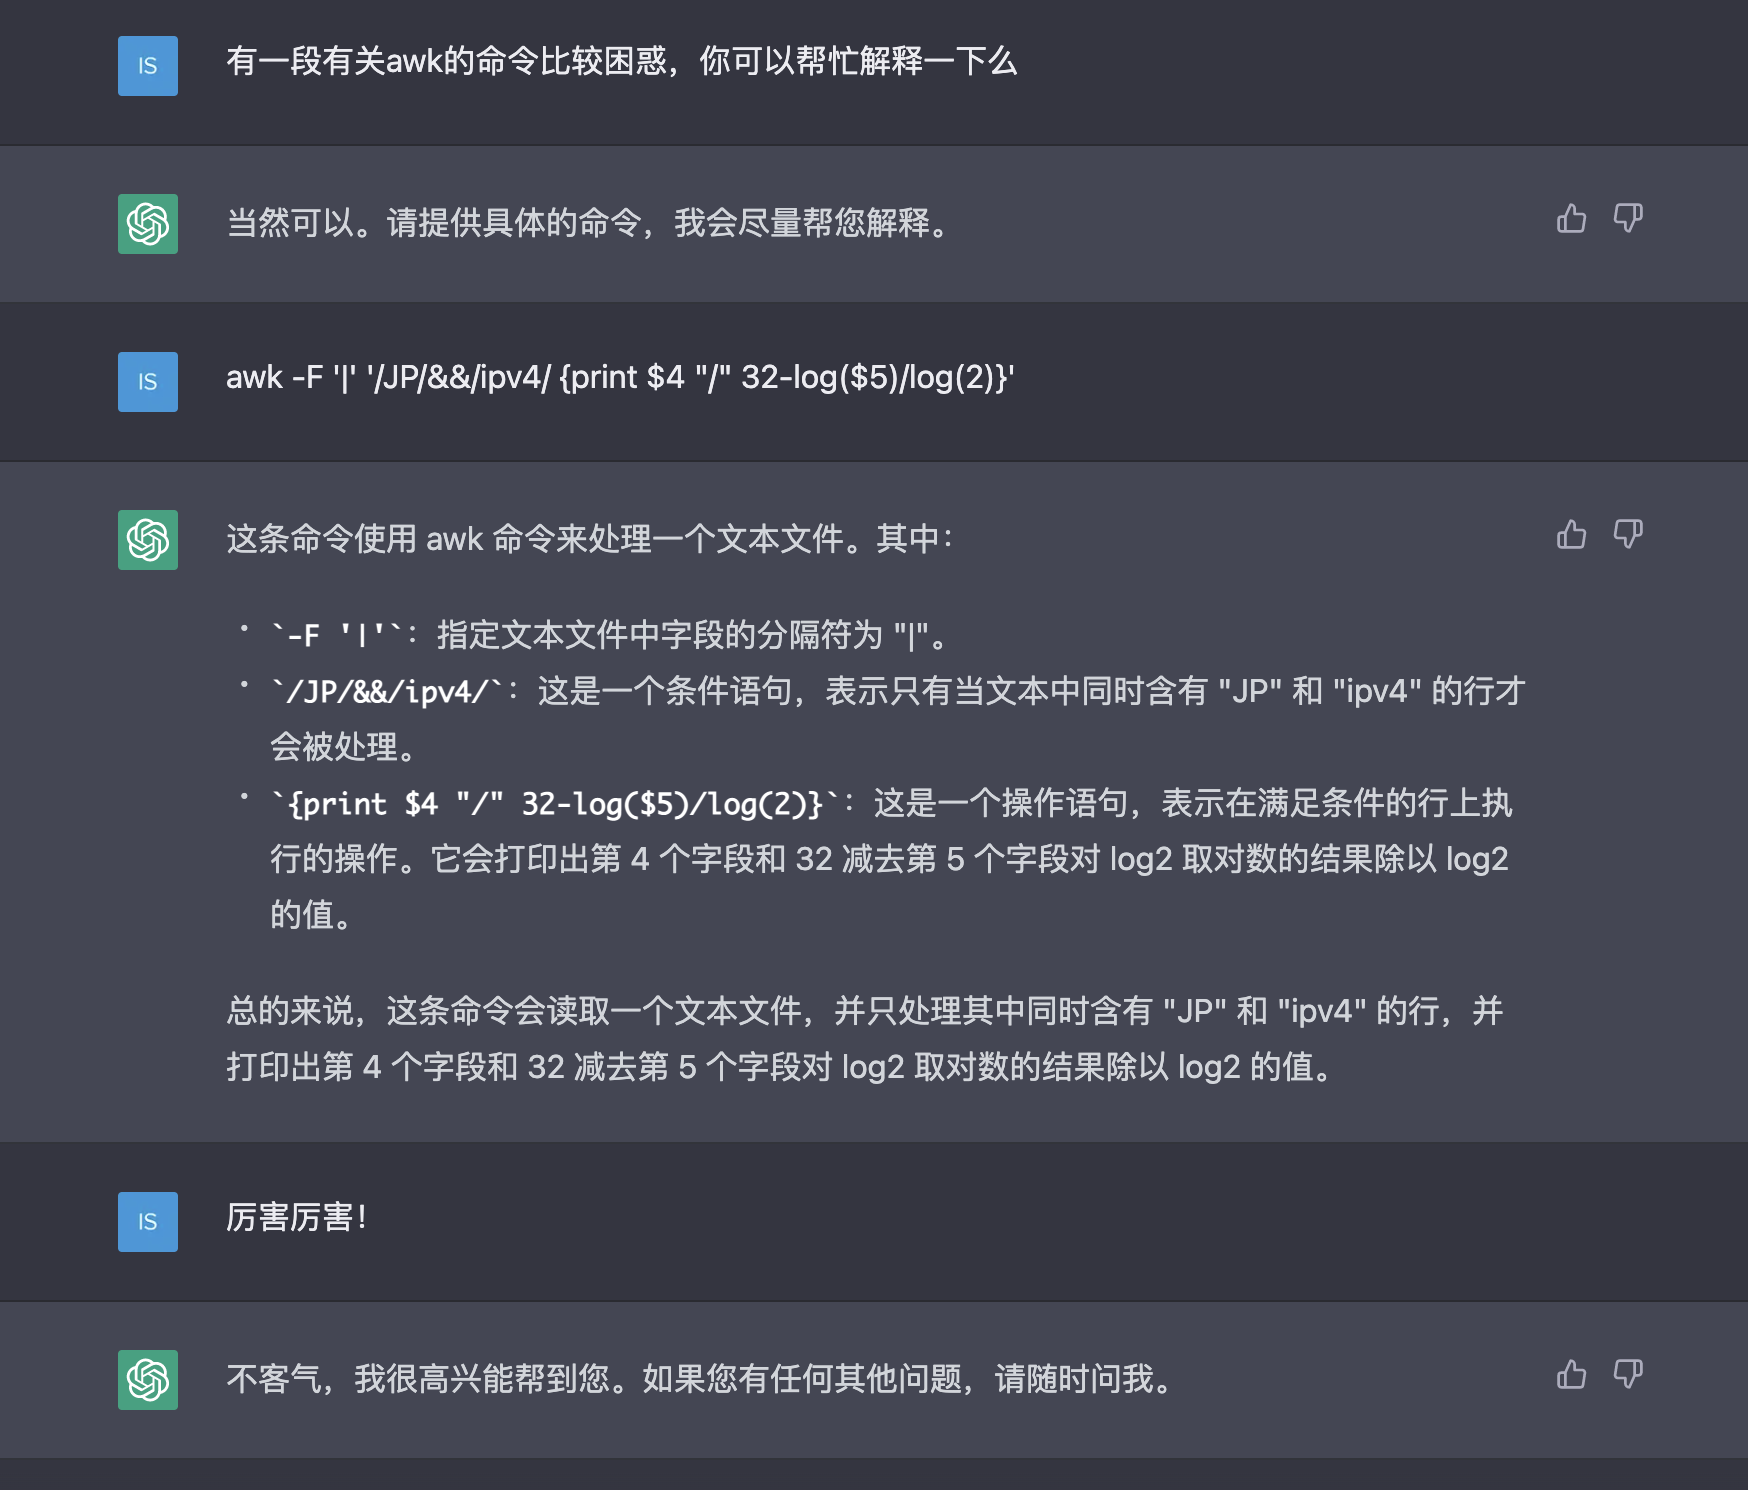 IS
有一段有关awk的命令比较困惑，你可以帮忙解释一下么
当然可以。请提供具体的命令，我会尽量帮您解释。
IS
awk -F '|' '/JP/&&/ipv4/ {print $4 "/" 32-log($5)/log(2)}'
这条命令使用 awk 命令来处理一个文本文件。其中：
• `-F '|'`：指定文本文件中字段的分隔符为 "|"。
• `/JP/&&/ipv4/`：这是一个条件语句，表示只有当文本中同时含有 "JP" 和 "ipv4" 的行才
会被处理。
• `{print $4 "/" 32-log($5)/log(2)}`：这是一个操作语句，表示在满足条件的行上执
行的操作。它会打印出第 4 个字段和 32 减去第 5 个字段对 log2 取对数的结果除以 log2
的值。
总的来说，这条命令会读取一个文本文件，并只处理其中同时含有 "JP" 和 "ipv4" 的行，并
打印出第 4 个字段和 32 减去第 5 个字段对 log2 取对数的结果除以 log2 的值。
IS
厉害厉害！
不客气，我很高兴能帮到您。如果您有任何其他问题，请随时问我。